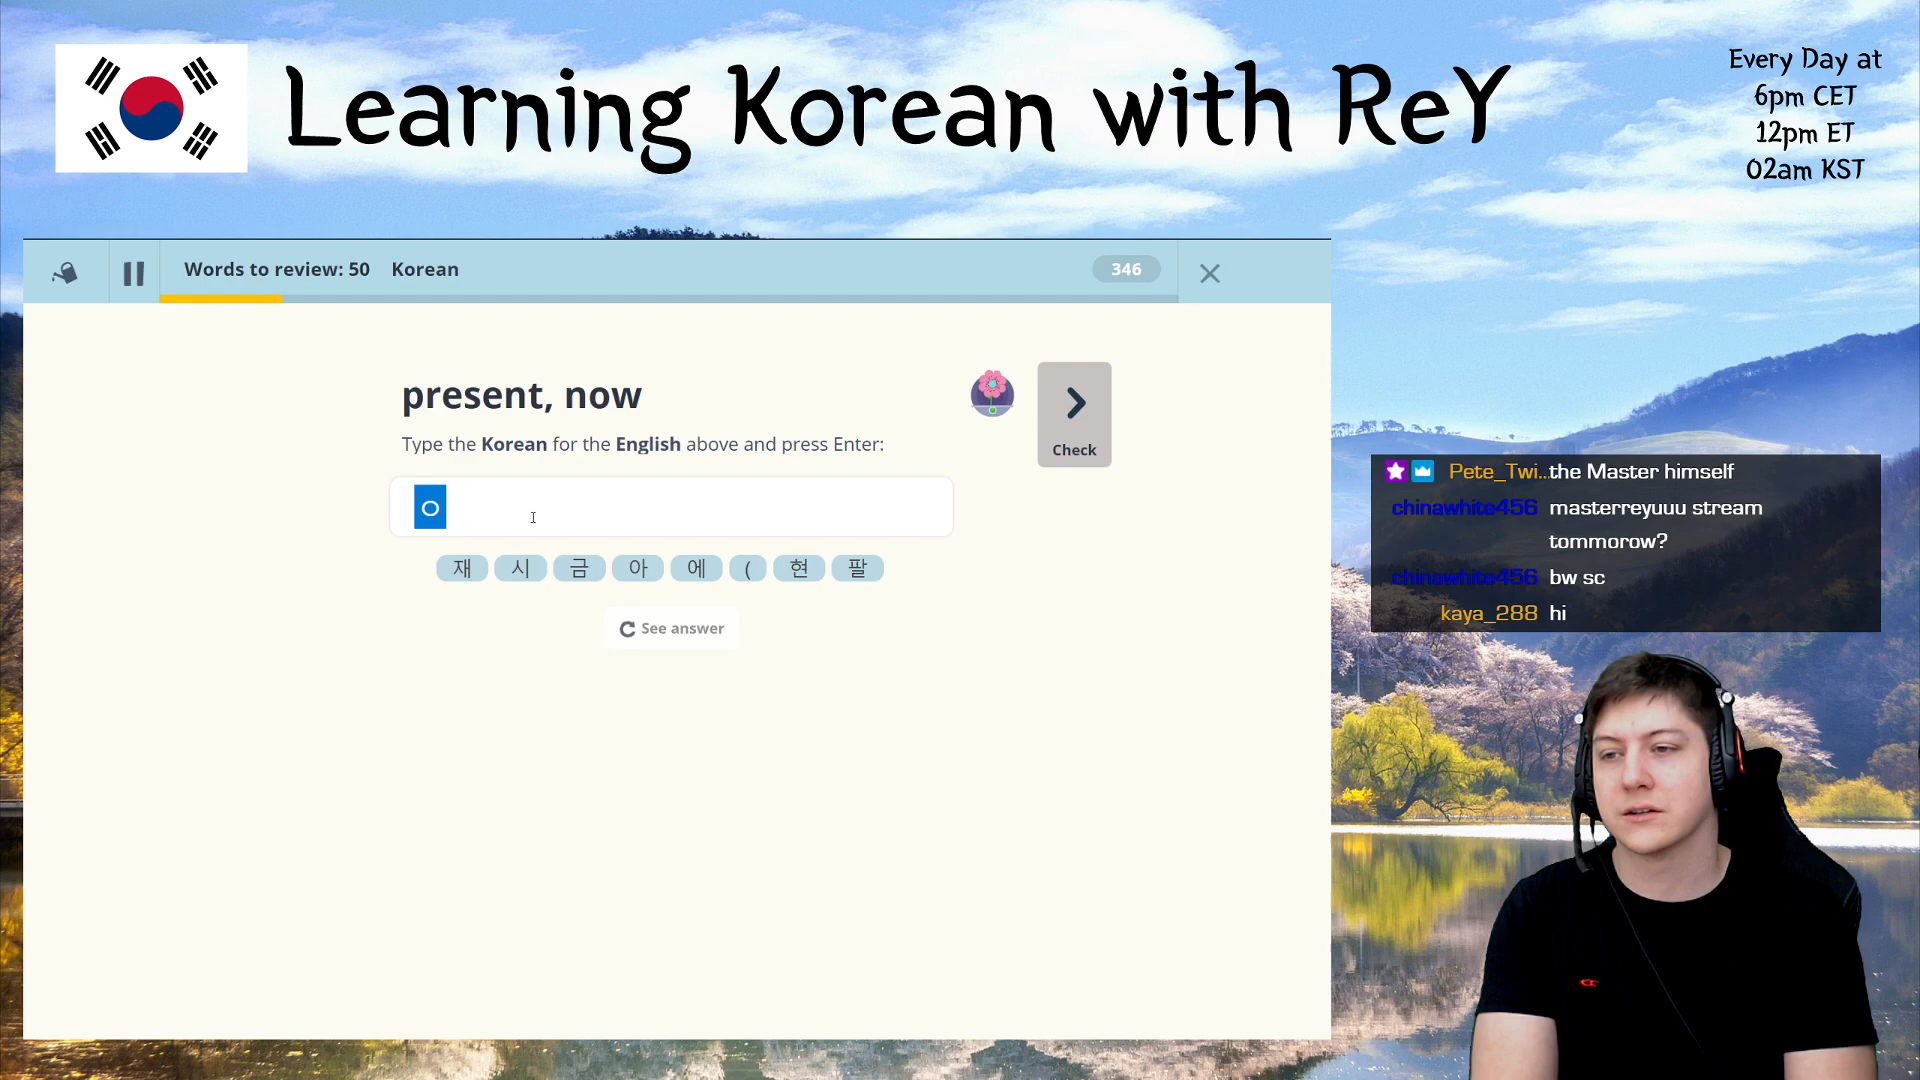 Learning Korean with ReY
Every Day at
6pm CET
12pm ET
02am KST
Words to review: 50 Korean
346
present, now
Type the Korean for the English above and press Enter:
ㅇ
재 시 금 아 에 ( 현 팔
Check
See answer
Pete_Twi... the Master himself
chinawhite456 masterreyuuu stream
tommorow?
chinawhite456 bw sc
kaya_288 hi